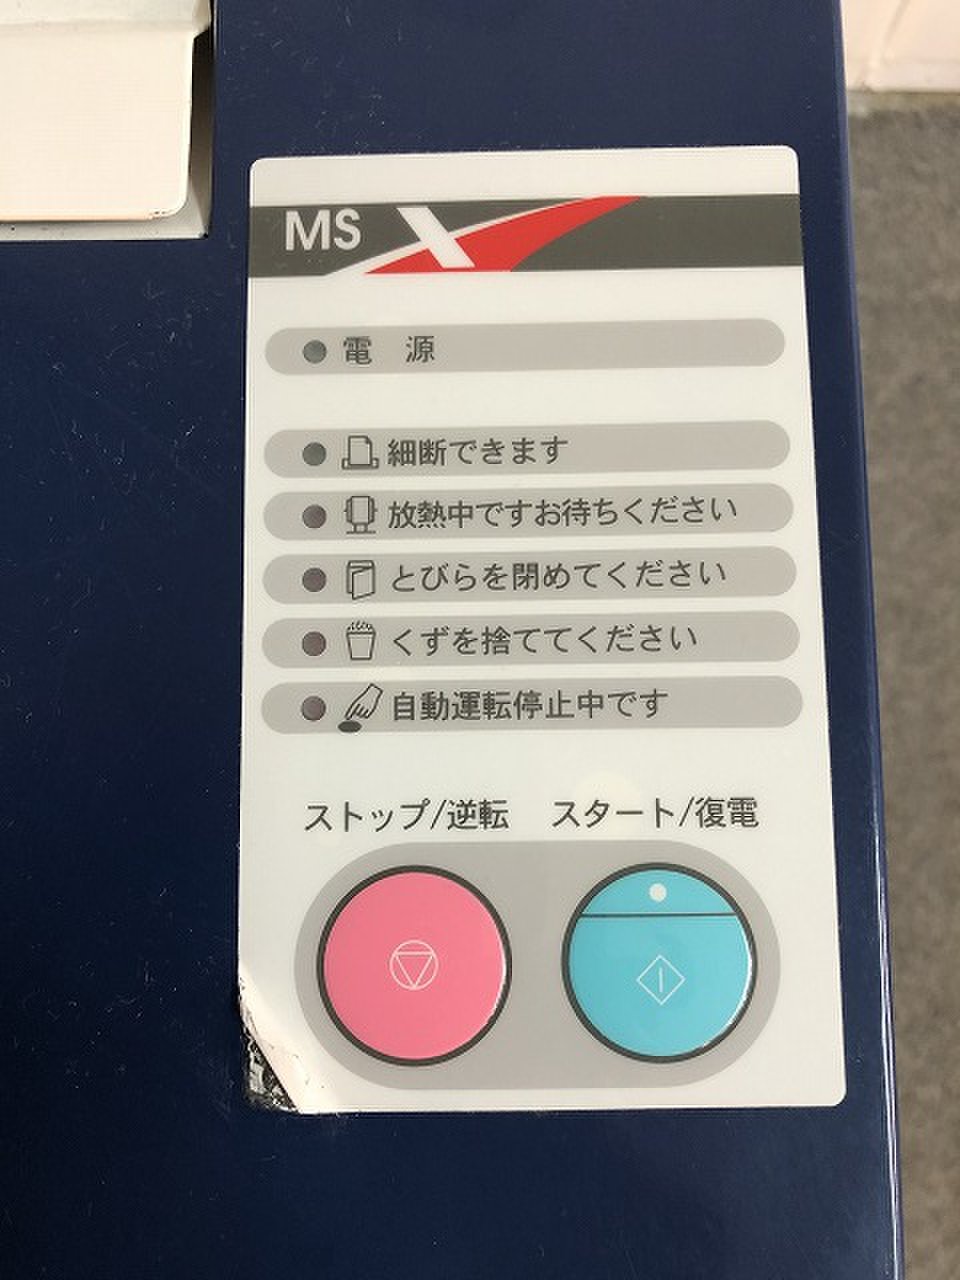 MS X
電 源
細断できます
放熱中ですお待ちください
とびらを閉めてください
くずを捨ててください
自動運転停止中です
ストップ/逆転 スタート/復電